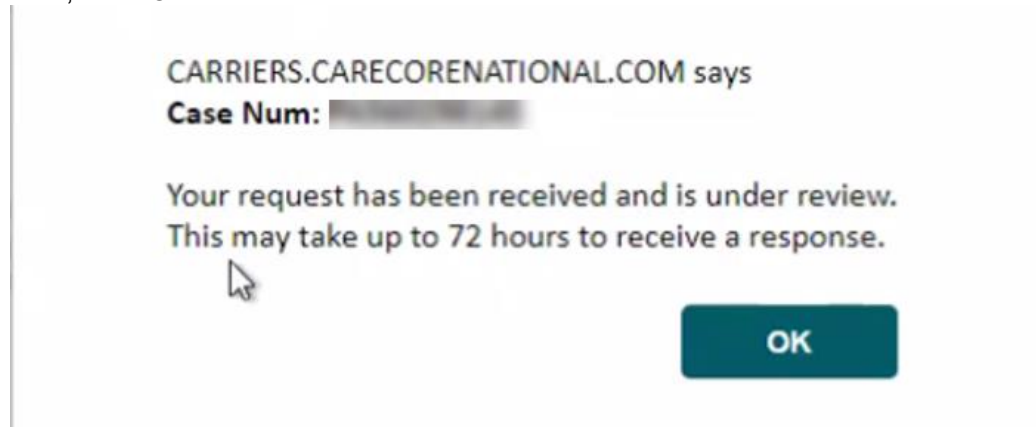 CARRIERS.CARECORENATIONAL.COM says
Case Num:
Your request has been received and is under review.
This may take up to 72 hours to receive a response.
OK